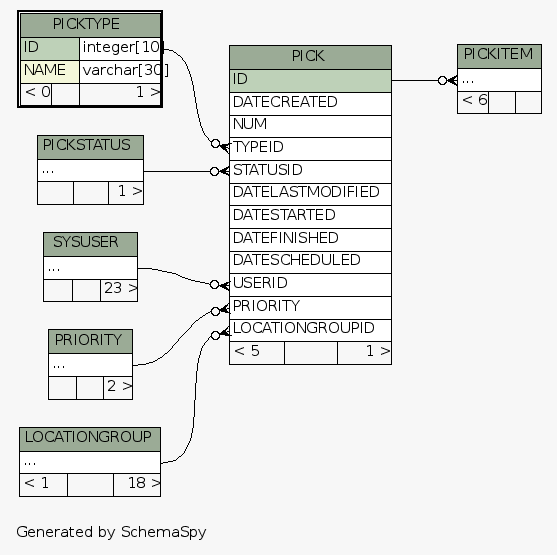 PICKTYPE
ID integer[10]
NAME varchar[30]
< 0 1 >
PICKSTATUS
...
1 >
SYSUSER
...
23 >
PRIORITY
...
2 >
LOCATIONGROUP
...
< 1 18 >
PICK
ID
DATECREATED
NUM
TYPEID
STATUSID
DATELASTMODIFIED
DATESTARTED
DATEFINISHED
DATESCHEDULED
USERID
PRIORITY
LOCATIONGROUPID
< 5 1 >
PICKITEM
...
< 6
Generated by SchemaSpy